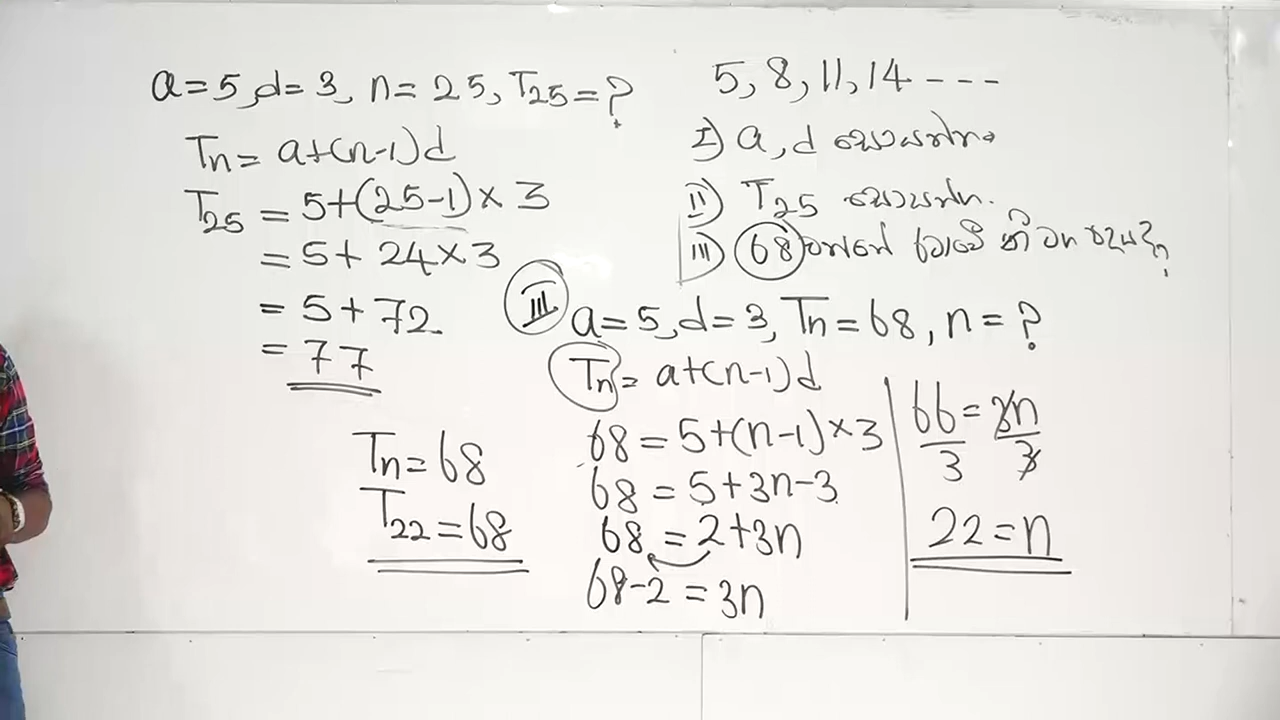 a = 5, d = 3, n = 25, T25 = ?
Tn = a+(n-1)d
T25 = 5+(25-1) × 3
= 5 + 24 × 3
= 5 + 72
= 77
Tn = 68
T22 = 68
5, 8, 11, 14 - - - -
I) a, d සොයන්න.
II) T25 සොයන්න.
III) 68 වන්නේ කී වන පදය ද?
III a = 5, d = 3, Tn = 68, n = ?
Tn = a+(n-1)d
68 = 5+(n-1)×3
68 = 5+3n-3
68 = 2+3n
68-2 = 3n
66/3 = 3n/3
22 = n